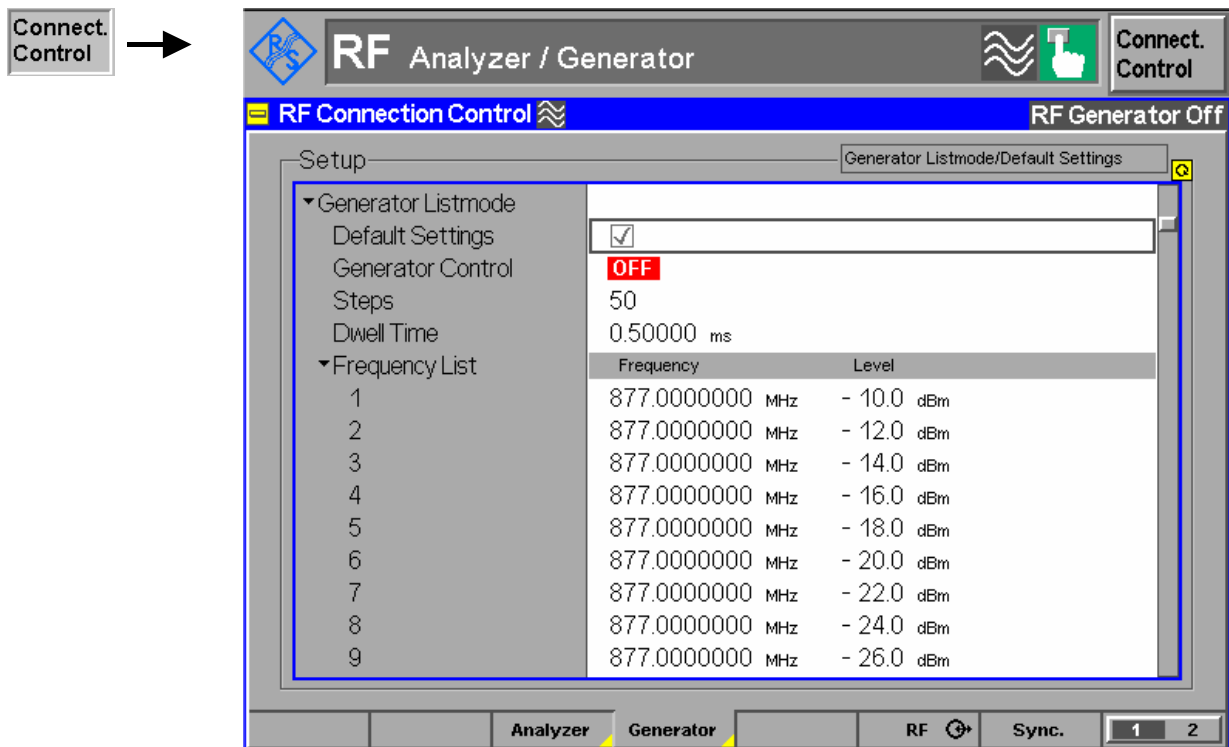 Connect.
Control
R/S
RF Analyzer / Generator
Connect.
Control
RF Connection Control
RF Generator Off
Setup
Generator Listmode/Default Settings
Generator Listmode
Default Settings
Generator Control OFF
Steps 50
Dwell Time 0.50000 ms
Frequency List Frequency Level
1 877.0000000 MHz - 10.0 dBm
2 877.0000000 MHz - 12.0 dBm
3 877.0000000 MHz - 14.0 dBm
4 877.0000000 MHz - 16.0 dBm
5 877.0000000 MHz - 18.0 dBm
6 877.0000000 MHz - 20.0 dBm
7 877.0000000 MHz - 22.0 dBm
8 877.0000000 MHz - 24.0 dBm
9 877.0000000 MHz - 26.0 dBm
Analyzer Generator RF Sync. 1 2